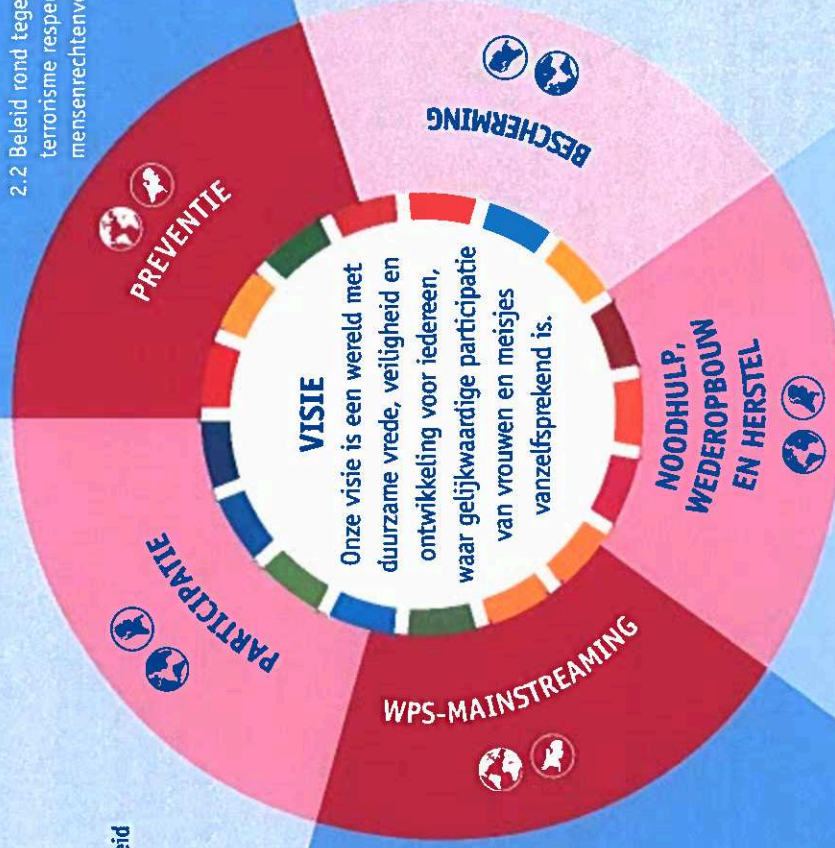 2.2 Beleid rond tege
terrorisme respe
mensenrechtenv
eid
PARTICIPATIE
PREVENTIE
VISIE
Onze visie is een wereld met
duurzame vrede, veiligheid en
ontwikkeling voor iedereen,
waar gelijkwaardige participatie
van vrouwen en meisjes
vanzelfsprekend is.
WPS-MAINSTREAMING
BESCHERMING
NOODHULP,
WEDEROPBOUW
EN HERSTEL